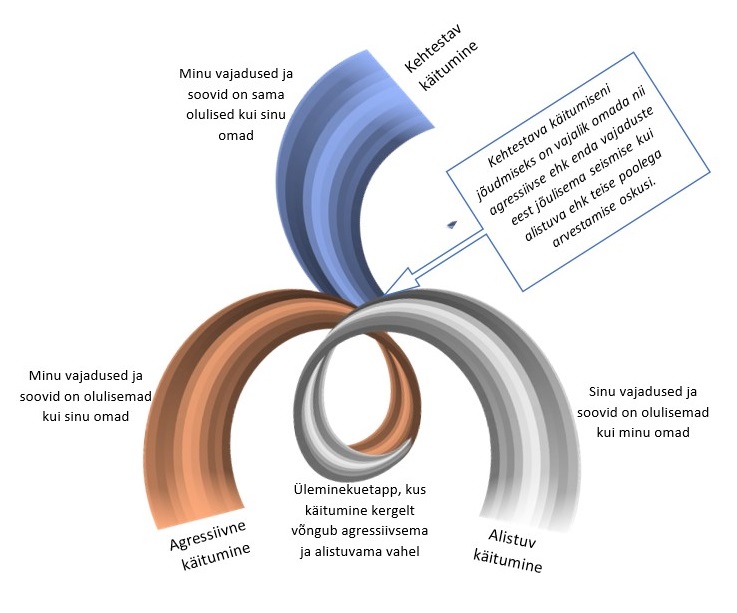 Kehtestav
käitumine
Minu vajadused ja
soovid on sama
olulised kui sinu
omad
Kehtestava käitumiseni
jõudmiseks on vajalik omada nii
agressiivse ehk enda vajaduste
eest jõulisema seismise kui
alistuva ehk teise poolega
arvestamise oskusi.
Minu vajadused ja
soovid on olulisemad
kui sinu omad
Sinu vajadused ja
soovid on olulisemad
kui minu omad
Üleminekuetapp, kus
käitumine kergelt
võngub agressiivsema
ja alistuvama vahel
Agressiivne
käitumine
Alistuv
käitumine